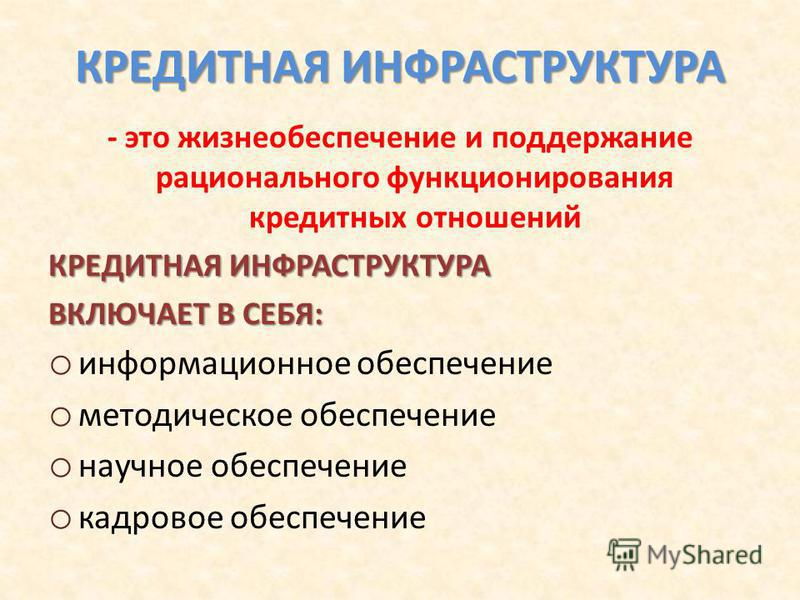 КРЕДИТНАЯ ИНФРАСТРУКТУРА
- это жизнеобеспечение и поддержание
рационального функционирования
кредитных отношений
КРЕДИТНАЯ ИНФРАСТРУКТУРА
ВКЛЮЧАЕТ В СЕБЯ:
o информационное обеспечение
o методическое обеспечение
o научное обеспечение
o кадровое обеспечение
MyShared